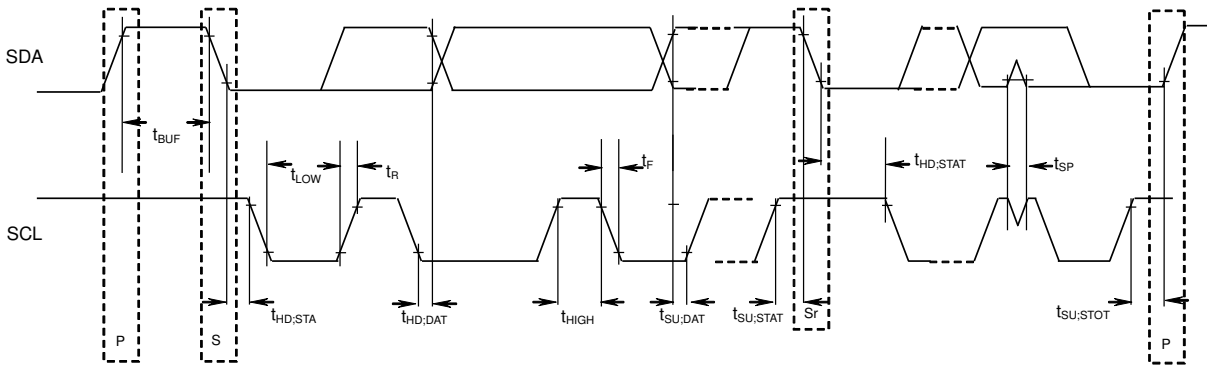 SDA
tBUF
tLOW
tR
tF
tHD;STAT
tSP
SCL
tHD;STA
tHD;DAT
tHIGH
tSU;DAT
tSU;STAT
Sr
tSU;STOT
P
S
P